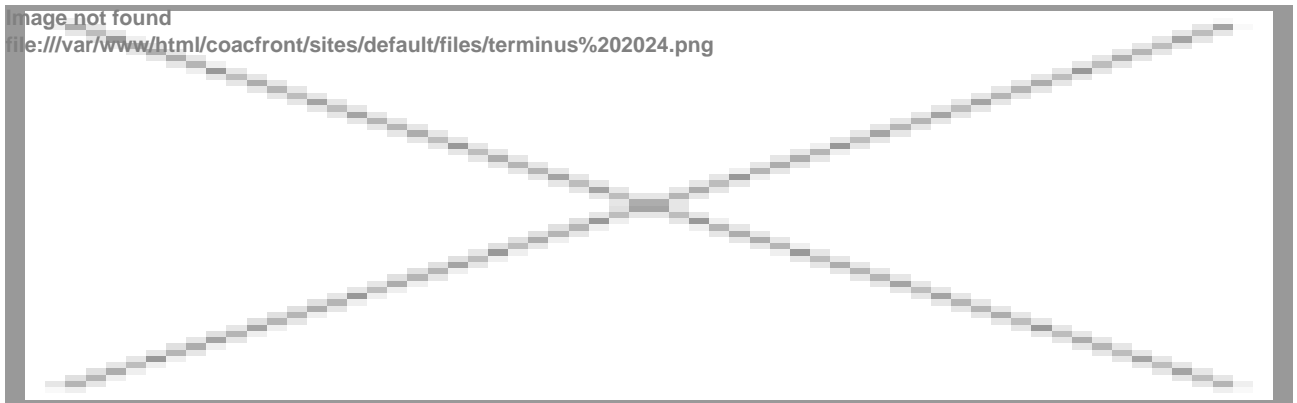 Image not found
file:///var/www/html/coacfront/sites/default/files/terminus%202024.png